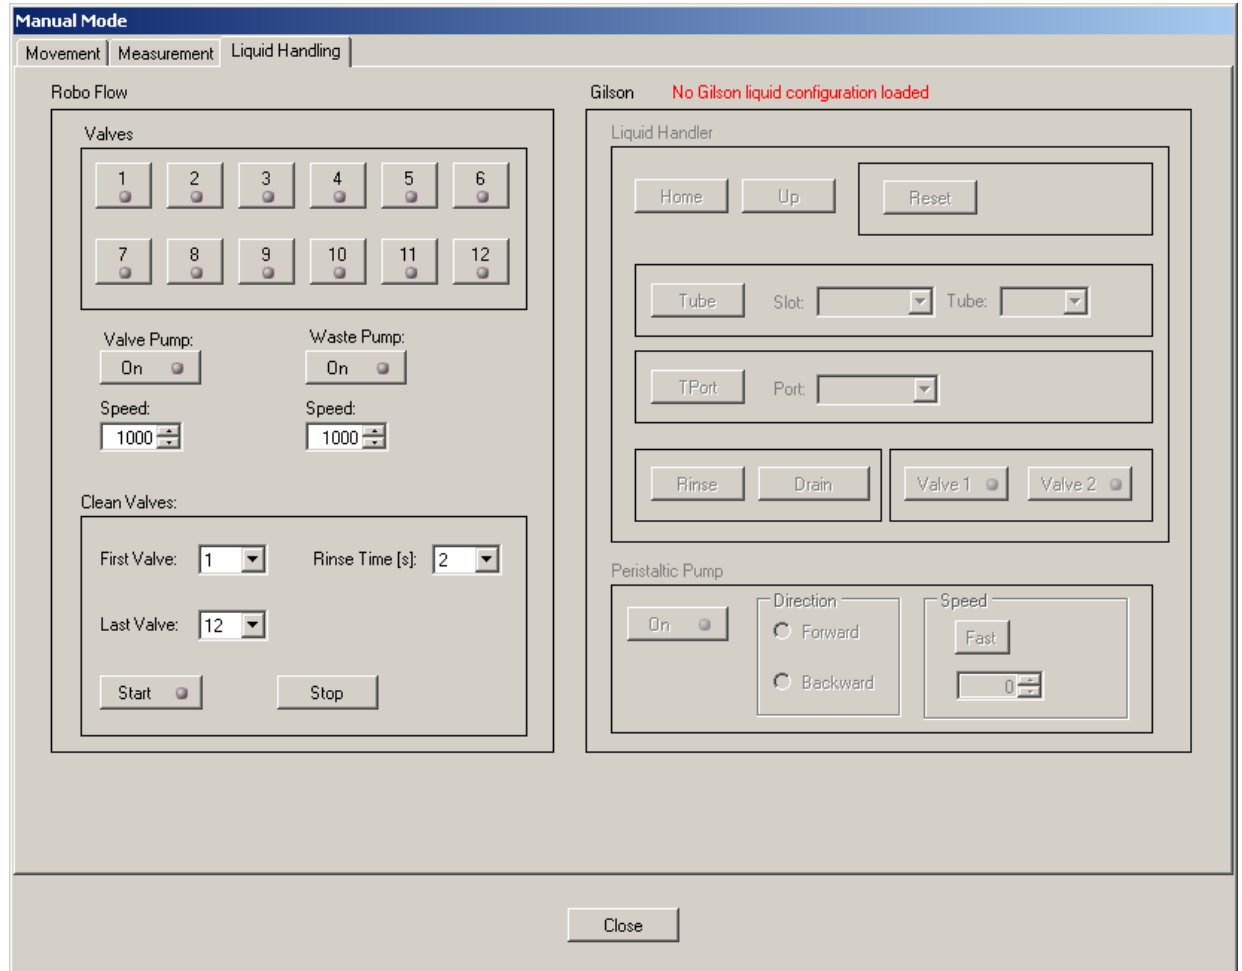 Manual Mode
Movement Measurement Liquid Handling
Robo Flow
Valves
1 2 3 4 5 6
7 8 9 10 11 12
Valve Pump: Waste Pump:
On On
Speed: Speed:
1000 1000
Clean Valves:
First Valve: 1 Rinse Time [s]: 2
Last Valve: 12
Start Stop
Gilson No Gilson liquid configuration loaded
Liquid Handler
Home Up Reset
Tube Slot: Tube:
TPort Port:
Rinse Drain Valve 1 Valve 2
Peristaltic Pump
On
Direction
Forward
Backward
Speed
Fast
0
Close